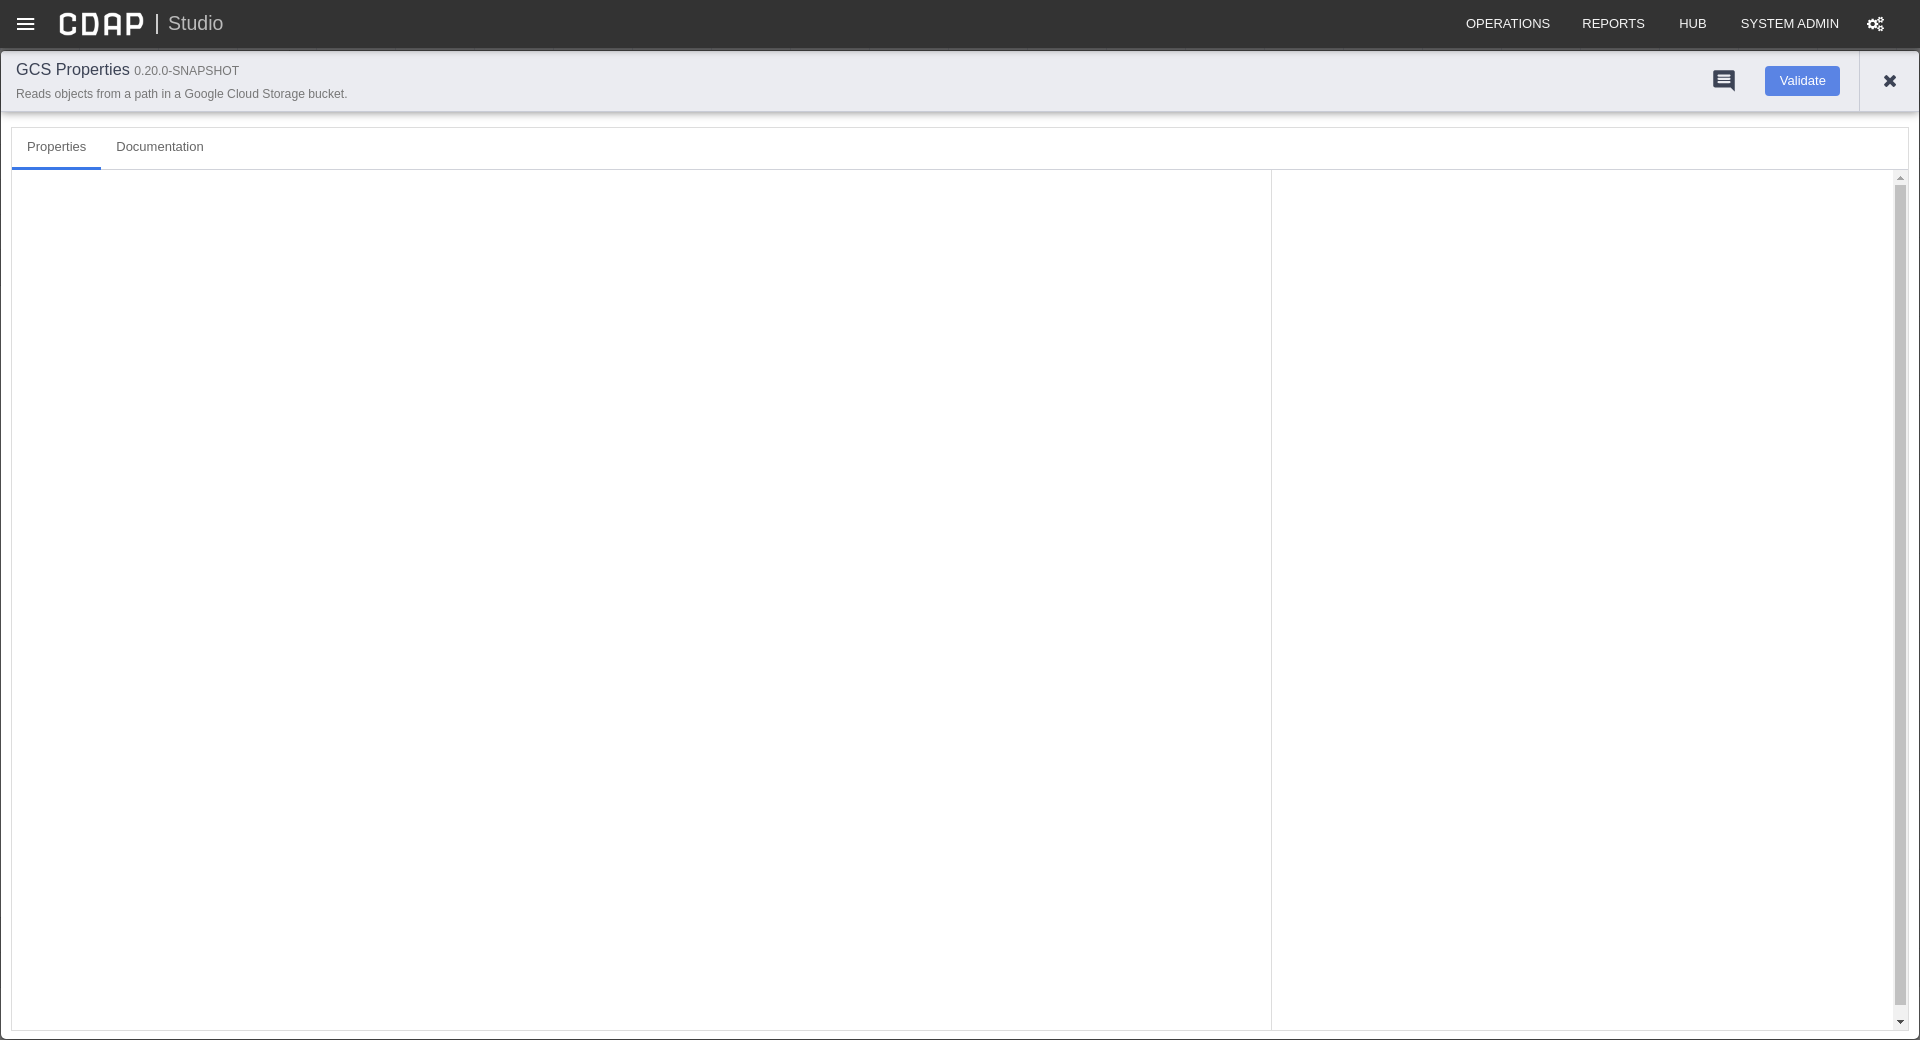 CDAP | Studio
OPERATIONS
REPORTS
HUB
SYSTEM ADMIN
GCS Properties 0.20.0-SNAPSHOT
Reads objects from a path in a Google Cloud Storage bucket.
Validate
Properties
Documentation